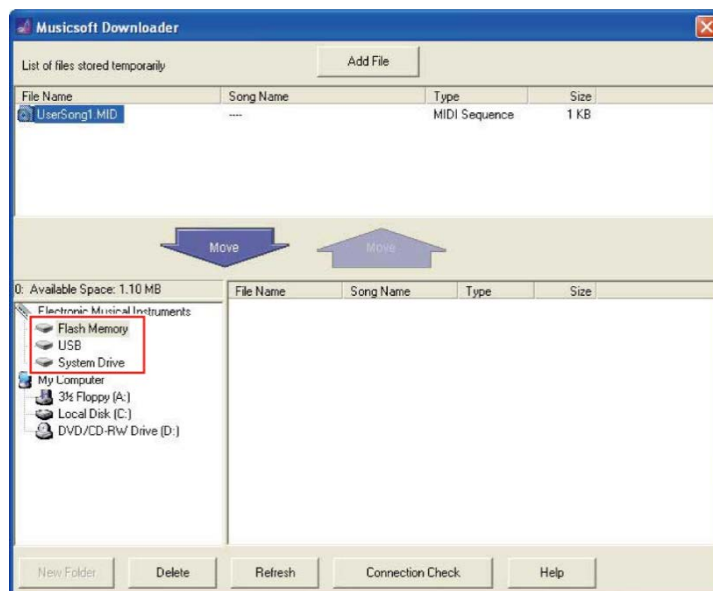 Musicsoft Downloader
List of files stored temporarily
Add File
File Name Song Name Type Size
UserSong1.MID ---- MIDI Sequence 1 KB
Move Move
0: Available Space: 1.10 MB
File Name Song Name Type Size
Electronic Musical Instruments
Flash Memory
USB
System Drive
My Computer
3½ Floppy (A:)
Local Disk (C:)
DVD/CD-RW Drive (D:)
New Folder Delete Refresh Connection Check Help